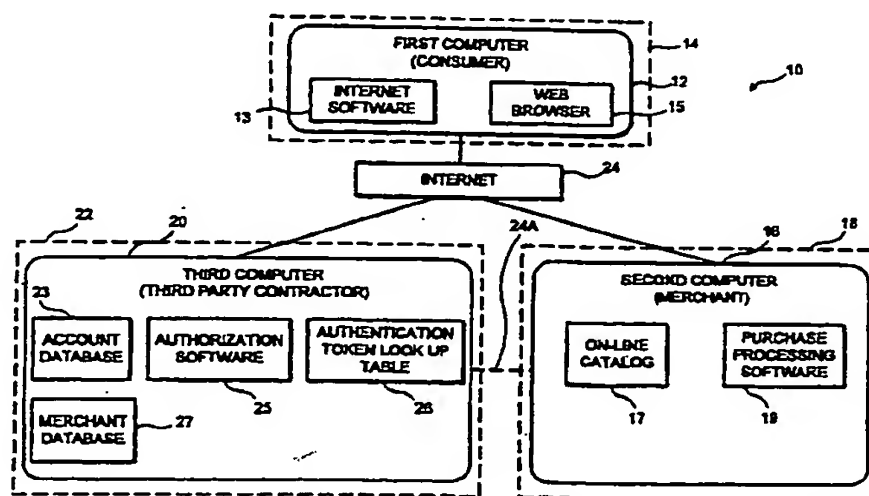 FIRST COMPUTER
(CONSUMER)
14
10
12
INTERNET
SOFTWARE
WEB
BROWSER
13
15
INTERNET
24
22
20
24A
16
18
THIRD COMPUTER
(THIRD PARTY CONTRACTOR)
SECOND COMPUTER
(MERCHANT)
23
ACCOUNT
DATABASE
AUTHORIZATION
SOFTWARE
AUTHENTICATION
TOKEN LOOK UP
TABLE
ON-LINE
CATALOG
PURCHASE
PROCESSING
SOFTWARE
25
26
17
19
MERCHANT
DATABASE
27